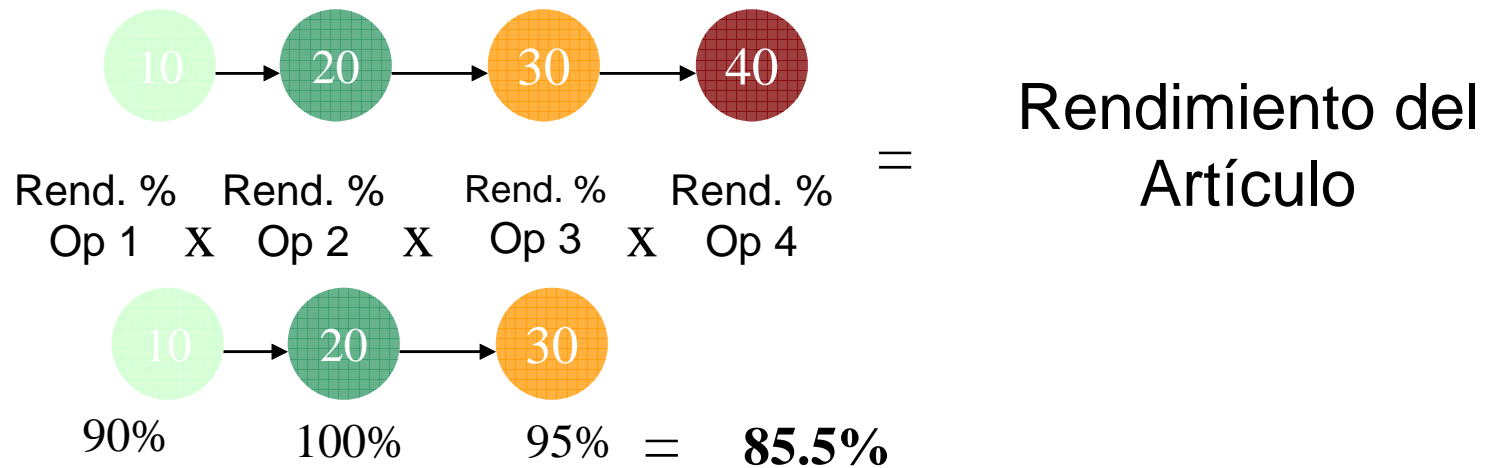 10 20 30 40
Rendimiento del
Artículo
=
Rend. % Rend. % Rend. % Rend. %
Op 1 x Op 2 x Op 3 x Op 4
10 20 30
90% 100% 95% = 85.5%